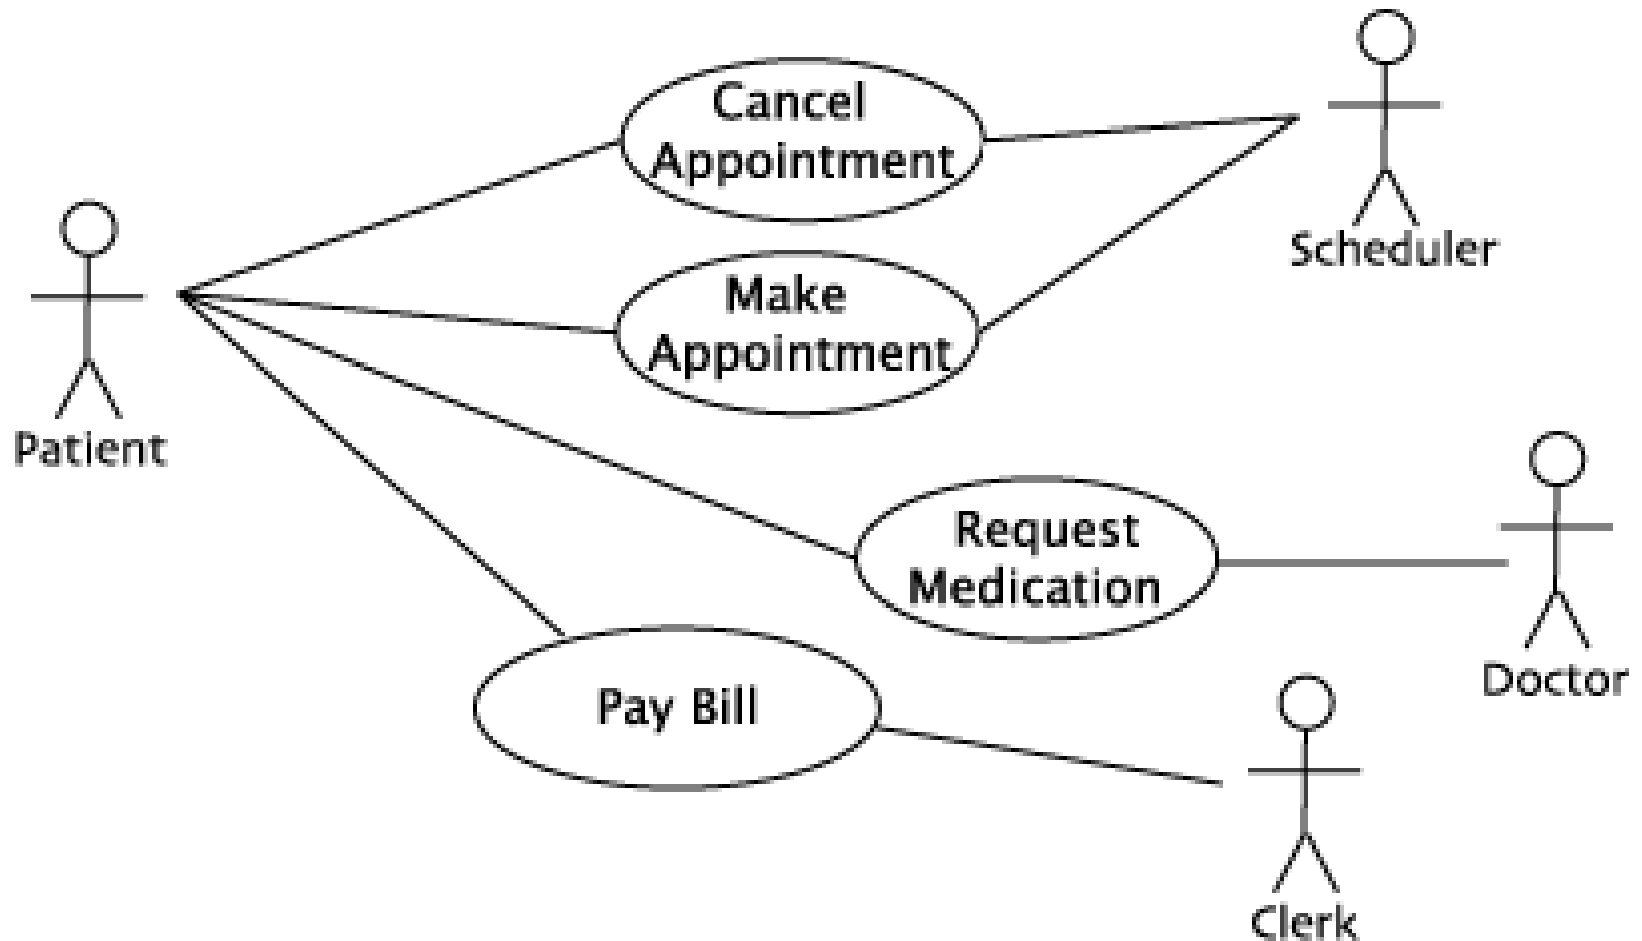 Cancel
Appointment
Scheduler
Make
Appointment
Patient
Request
Medication
Doctor
Pay Bill
Clerk